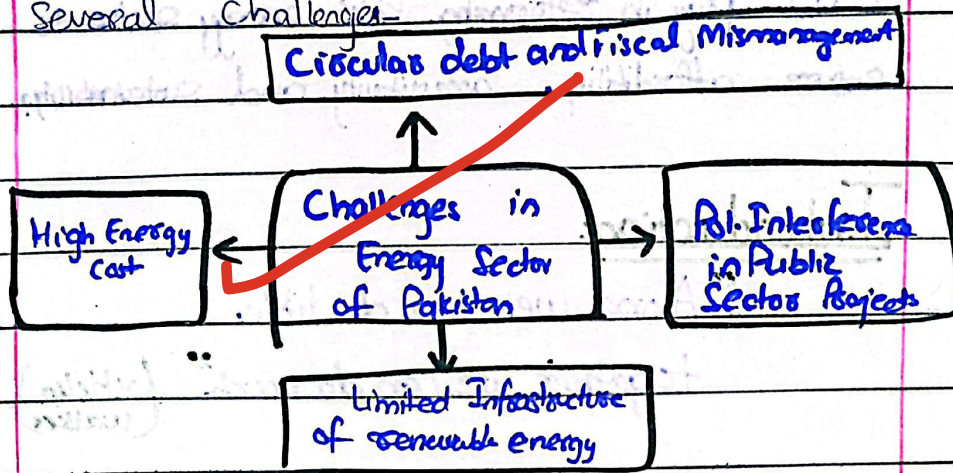 Several Challenges-
Circular debt and Fiscal Mismanagement
High Energy
Cost
Challenges in
Energy Sector
of Pakistan
Pol. Interference
in Public
Sector Projects
Limited Infrastructure
of renewable energy